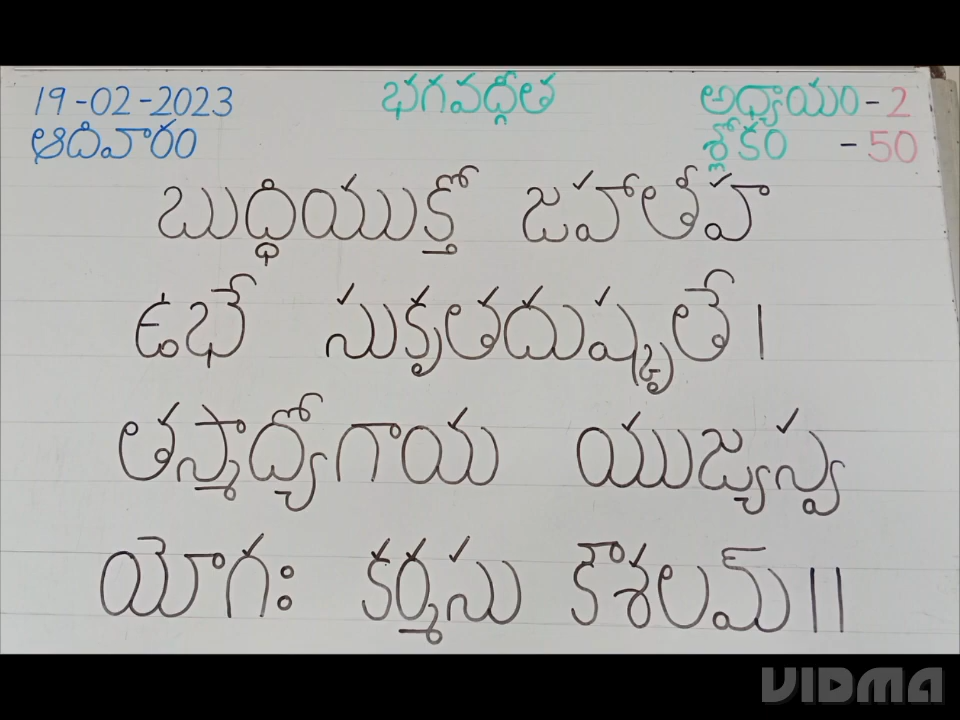 19-02-2023 భగవద్గీత అధ్యాయం-2
ఆదివారం శ్లోకం -50
బుద్ధియుక్తో జహాతీహ
ఉభే సుకృతదుష్కృతే।
తస్మాద్యోగాయ యుజ్యస్వ
యోగః కర్మసు కౌశలమ్॥
VIDMA